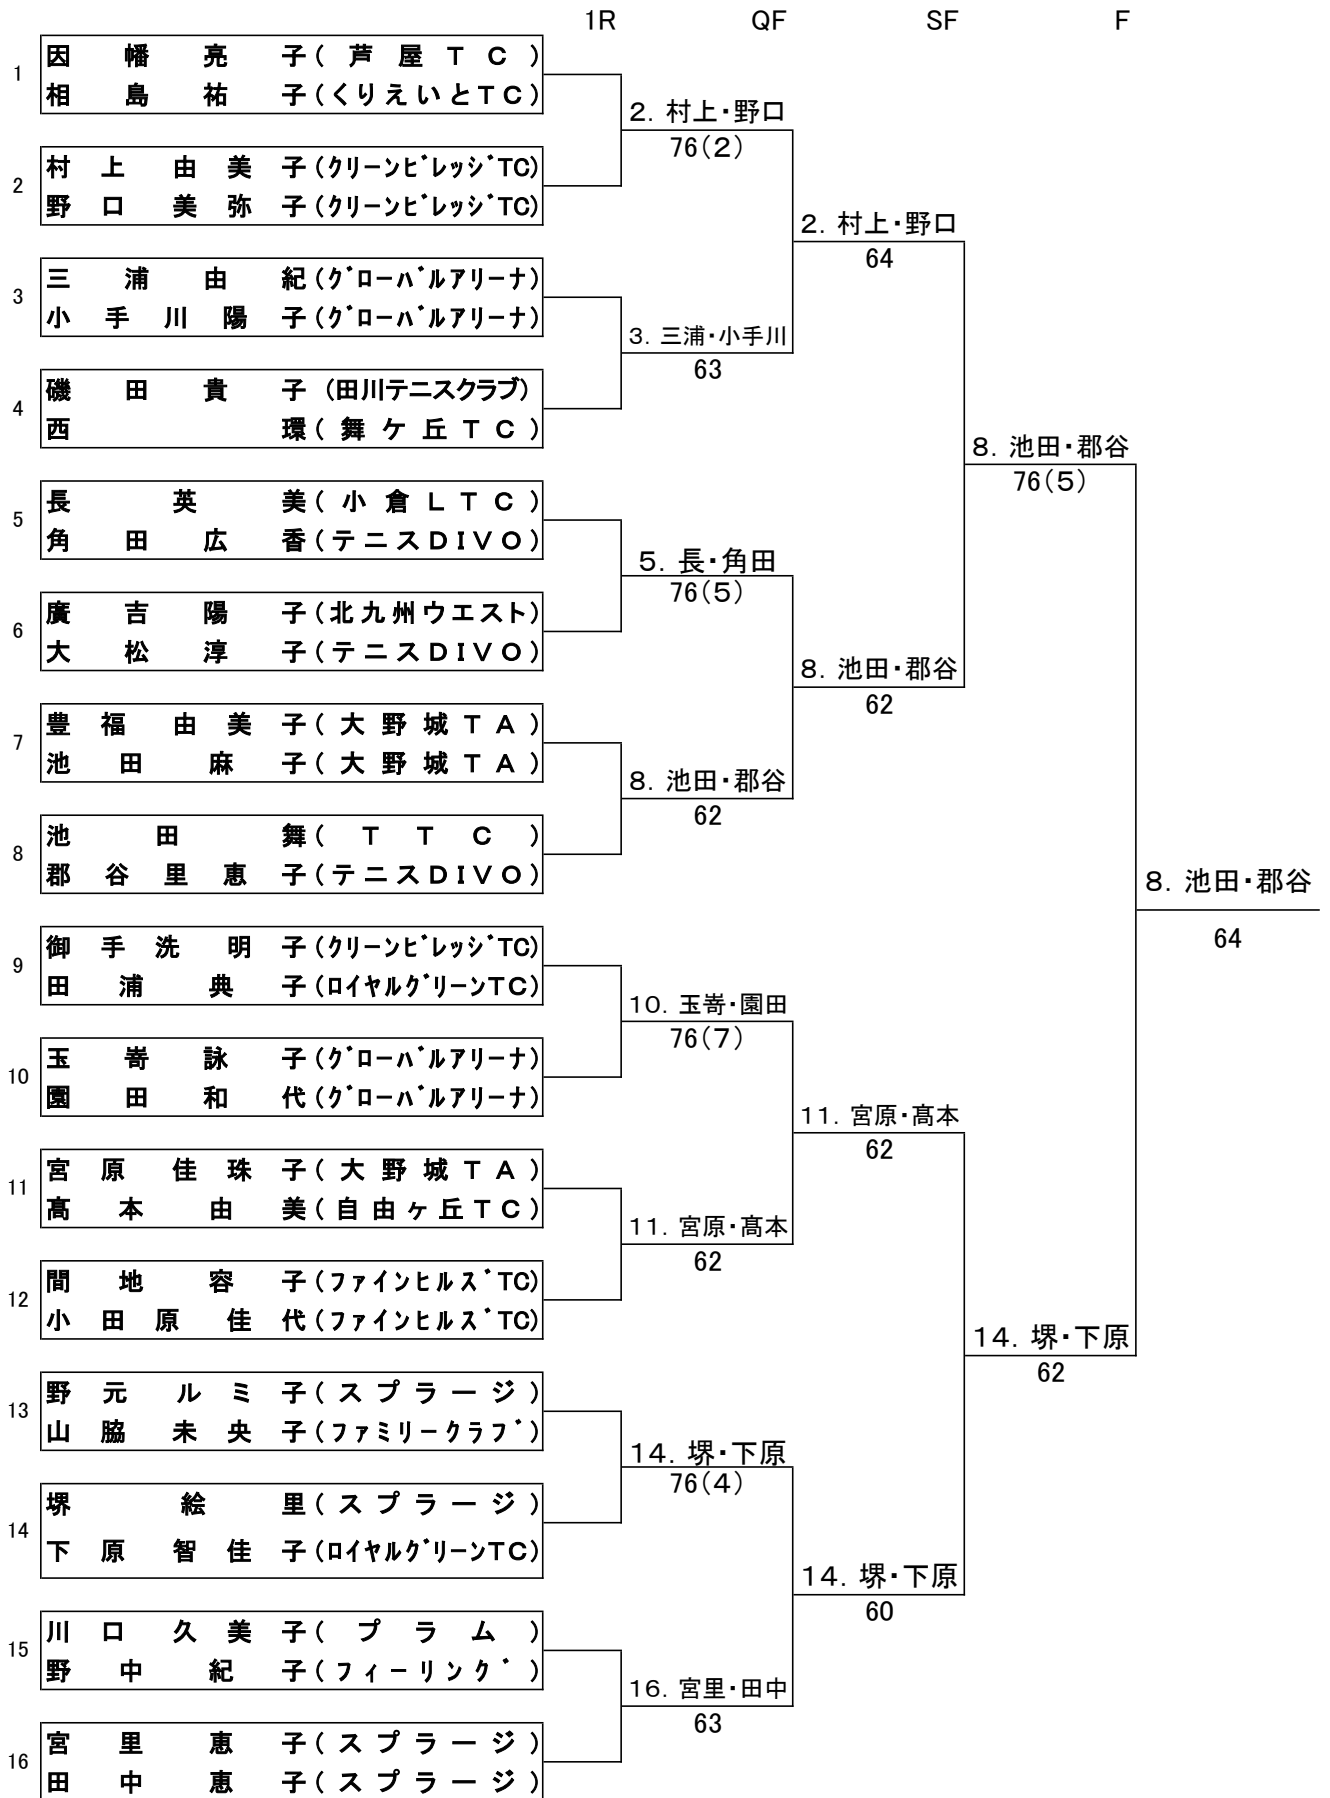 1R QF SF F
1 因幡亮子(芦屋TC)
相島祐子(くりえいとTC)
2. 村上・野口
76(2)
2 村上由美子(クリーンビレッジTC)
野口美弥子(クリーンビレッジTC)
2. 村上・野口
64
3 三浦由紀(グローバルアリーナ)
小手川陽子(グローバルアリーナ)
3. 三浦・小手川
63
4 磯田貴子(田川テニスクラブ)
西環(舞ケ丘TC)
8. 池田・郡谷
76(5)
5 長英美(小倉LTC)
角田広香(テニスDIVO)
5. 長・角田
76(5)
6 廣吉陽子(北九州ウエスト)
大松淳子(テニスDIVO)
8. 池田・郡谷
62
7 豊福由美子(大野城TA)
池田麻子(大野城TA)
8. 池田・郡谷
62
8 池田舞(TTC)
郡谷里恵子(テニスDIVO)
8. 池田・郡谷
64
9 御手洗明子(クリーンビレッジTC)
田浦典子(ロイヤルグリーンTC)
10. 玉嵜・園田
76(7)
10 玉嵜詠子(グローバルアリーナ)
園田和代(グローバルアリーナ)
11. 宮原・髙本
62
11 宮原佳珠子(大野城TA)
髙本由美(自由ヶ丘TC)
11. 宮原・髙本
62
12 間地容子(ファインヒルズTC)
小田原佳代(ファインヒルズTC)
14. 堺・下原
62
13 野元ルミ子(スプラージ)
山脇未央子(ファミリークラブ)
14. 堺・下原
76(4)
14 堺絵里(スプラージ)
下原智佳子(ロイヤルグリーンTC)
14. 堺・下原
60
15 川口久美子(プラム)
野中紀子(フィーリング)
16. 宮里・田中
63
16 宮里恵子(スプラージ)
田中恵子(スプラージ)